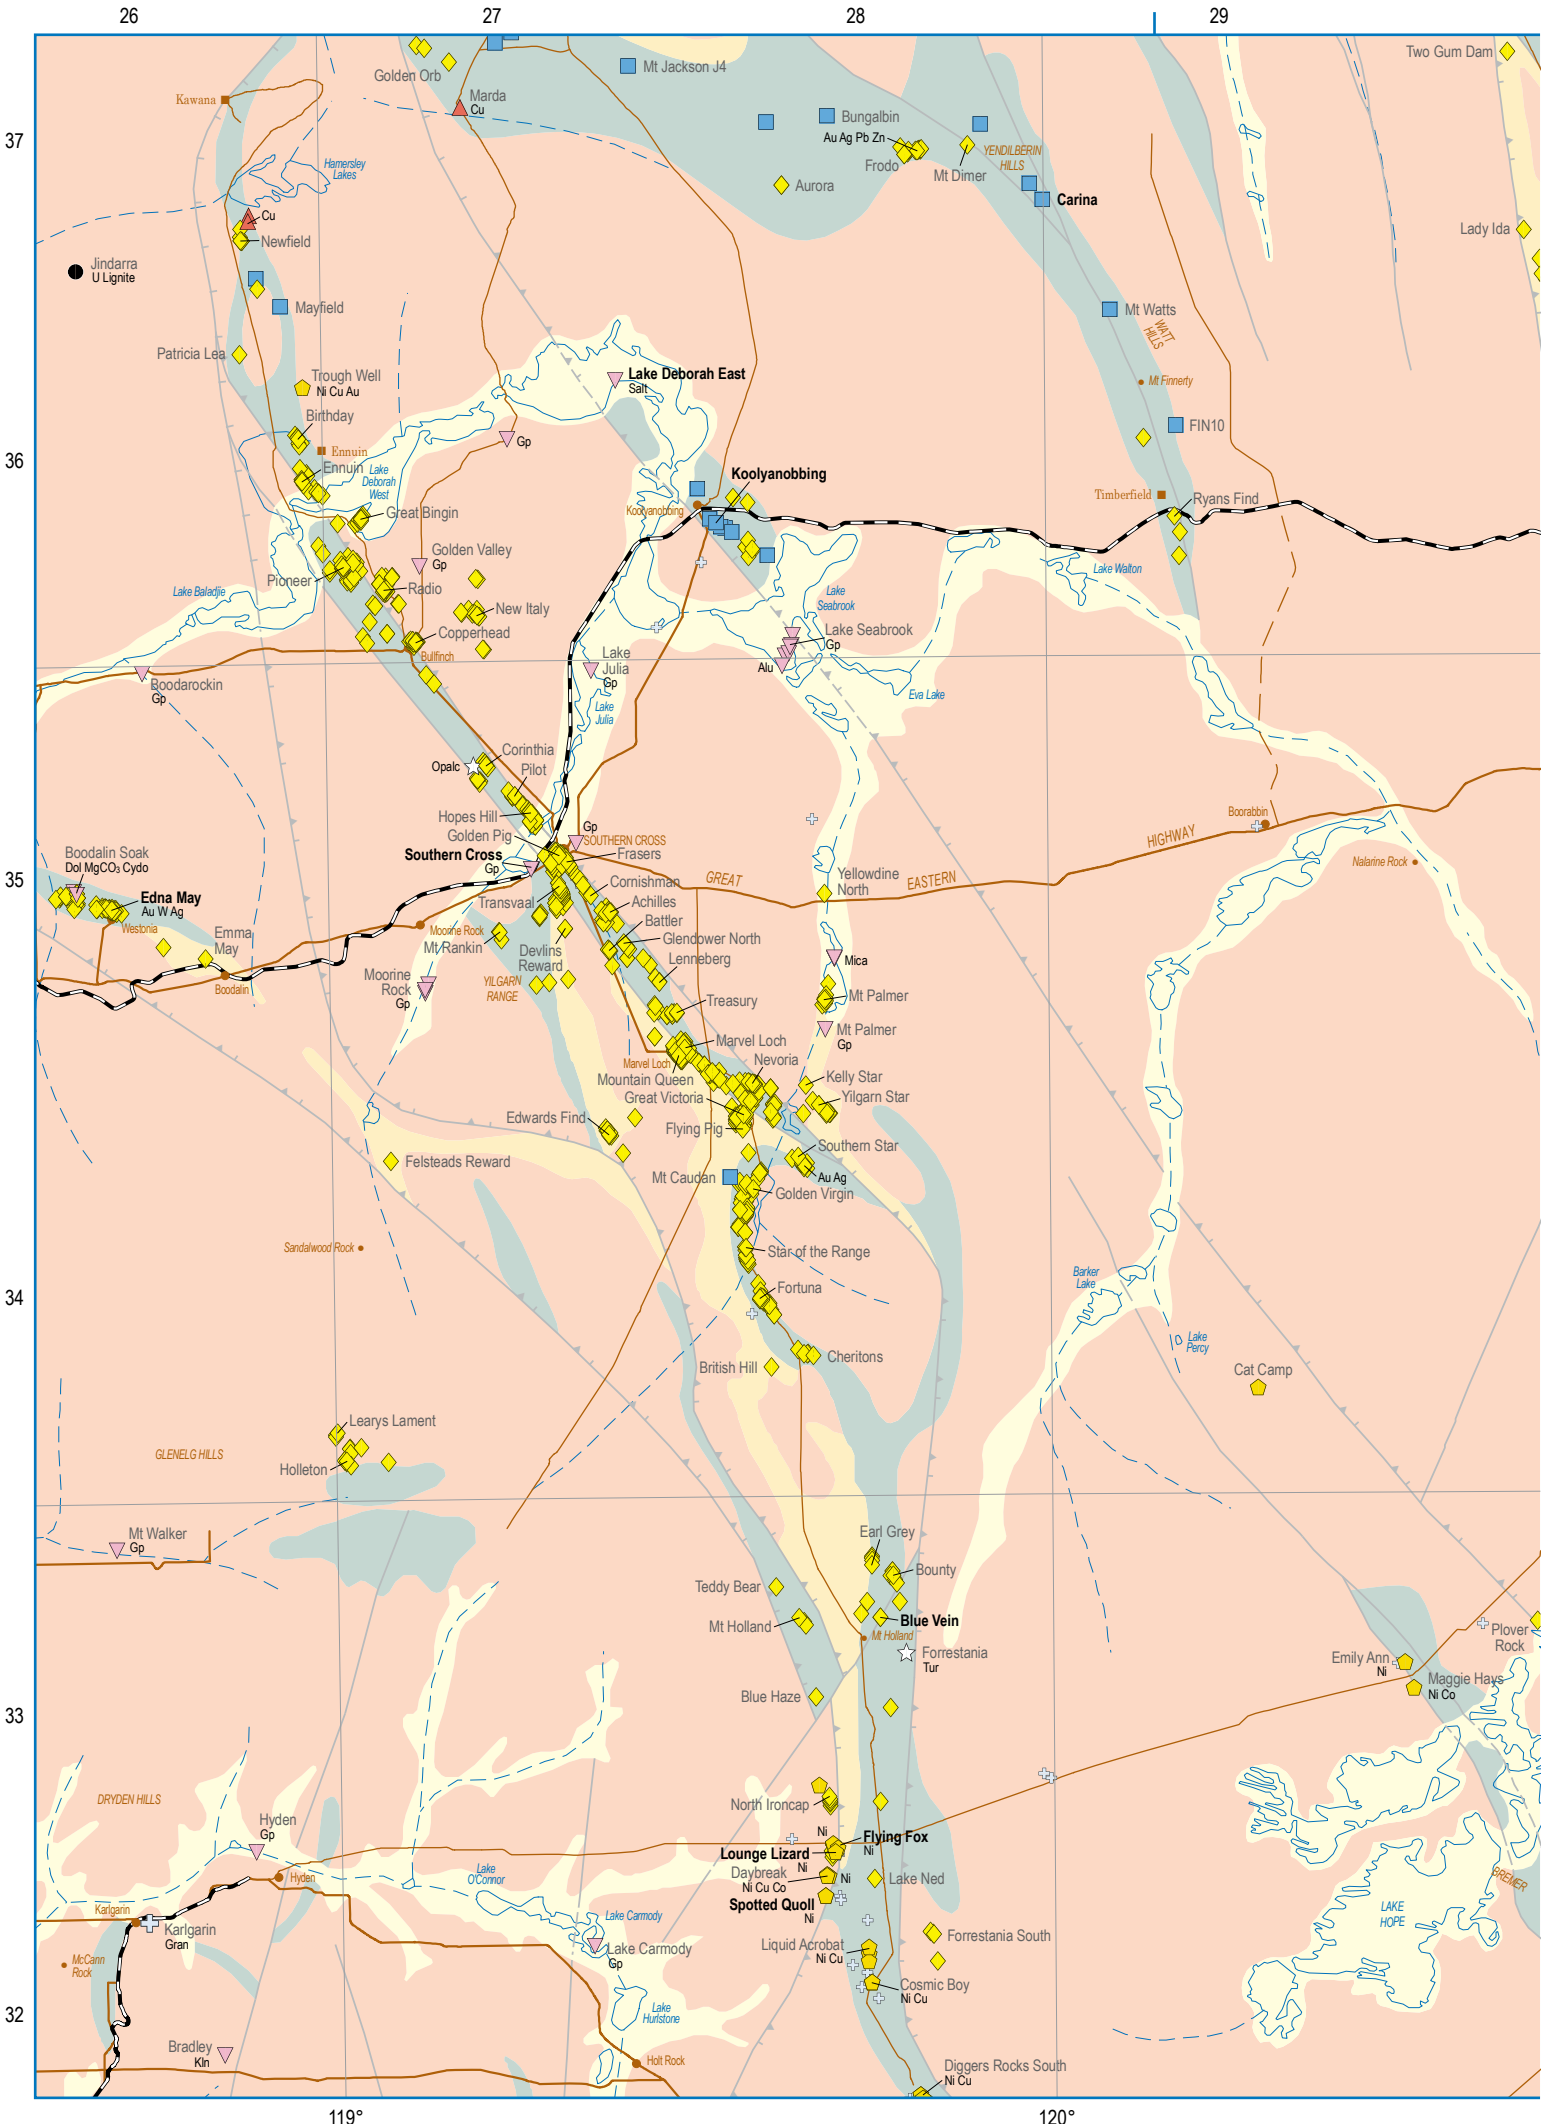 26 27 28 29
Two Gum Dam
Golden Orb
Mt Jackson J4
Kawana
Marda
Cu
37
Bungalbin
Au Ag Pb Zn
Frodo
Mt Dimer
YENDILBERIN
HILLS
Hamersley
Lakes
Aurora
Carina
Cu
Newfield
Lady Ida
Jindarra
U Lignite
Mayfield
Mt Watts
WATT
HILLS
Patricia Lea
Trough Well
Ni Cu Au
Lake Deborah East
Salt
Mt Finnerty
Birthday
FIN10
Gp
Ennuin
36
Ennuin
Lake
Deborah
West
Koolyanobbing
Timberfield
Ryans Find
Great Bingin
Koolyanobbing
Golden Valley
Gp
Pioneer
Radio
Lake Walton
Lake Baladjie
Lake
Seabrook
New Italy
Copperhead
Lake Seabrook
Gp
Bullfinch
Lake
Julia
Gp
Alu
Boodarockin
Gp
Eva Lake
Lake
Julia
Corinthia
Opalc
Pilot
Hopes Hill
Boorabbin
Golden Pig
Gp
SOUTHERN CROSS
HIGHWAY
Southern Cross
Gp
Frasers
Nalarine Rock
Boodalin Soak
Dol MgCO3 Cydo
35
Cornishman
GREAT
EASTERN
Yellowdine
North
Edna May
Au W Ag
Transvaal
Achilles
Westonia
Battler
Emma
May
Moorine Rock
Mt Rankin
Devlins
Reward
Glendower North
Lenneberg
Mica
Moorine
Rock
Gp
YILGARN
RANGE
Boodalin
Treasury
Mt Palmer
Mt Palmer
Gp
Marvel Loch
Marvel Loch
Nevoria
Mountain Queen
Kelly Star
Great Victoria
Yilgarn Star
Edwards Find
Flying Pig
Southern Star
Felsteads Reward
Mt Caudan
Au Ag
Golden Virgin
Sandalwood Rock
Star of the Range
Barker
Lake
34
Fortuna
Lake
Percy
British Hill
Cheritons
Cat Camp
Learys Lament
GLENELG HILLS
Holleton
Mt Walker
Gp
Earl Grey
Bounty
Teddy Bear
Blue Vein
Mt Holland
Mt Holland
Plover
Rock
Forrestania
Tur
Emily Ann
Ni
Maggie Hays
Ni Co
Blue Haze
33
DRYDEN HILLS
North Ironcap
Hyden
Gp
Ni
Flying Fox
Ni
Lounge Lizard
Ni
Lake
O'Connor
Daybreak
Ni Cu Co
Ni
Lake Ned
Hyden
Spotted Quoll
Ni
BREMER
Karlgarin
Lake Carmody
LAKE
HOPE
Karlgarin
Gran
Forrestania South
Liquid Acrobat
Ni Cu
Lake Carmody
Gp
McCann
Rock
Cosmic Boy
Ni Cu
32
Lake
Hurlstone
Bradley
Kln
Holt Rock
Diggers Rocks South
Ni Cu
119° 120°